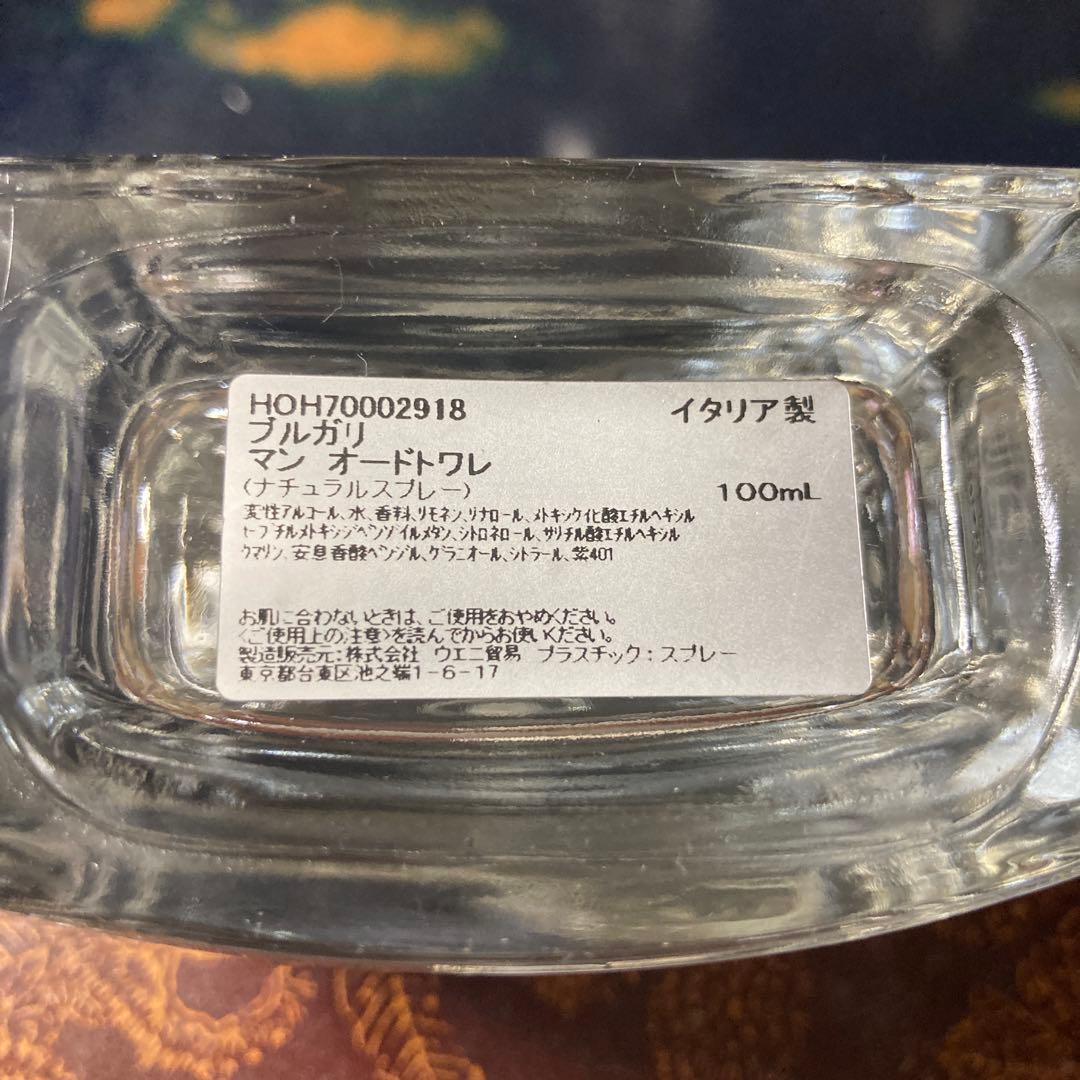 HOH70002918 イタリア製
ブルガリ
マン オードトワレ
(ナチュラルスプレー) 100mL
変性アルコール、水、香料、リモネン、リナロール、メトキシケイヒ酸エチルヘキシル
t-ブチルメトキシジベンゾイルメタン、シトロネロール、サリチル酸エチルヘキシル
クマリン、安息香酸ベンジル、ゲラニオール、シトラール、紫401
お肌に合わないときは、ご使用をおやめください。
<ご使用上の注意>を読んでからお使いください。
製造販売元:株式会社 ウエニ貿易 プラスチック:スプレー
東京都台東区池之端1-6-17